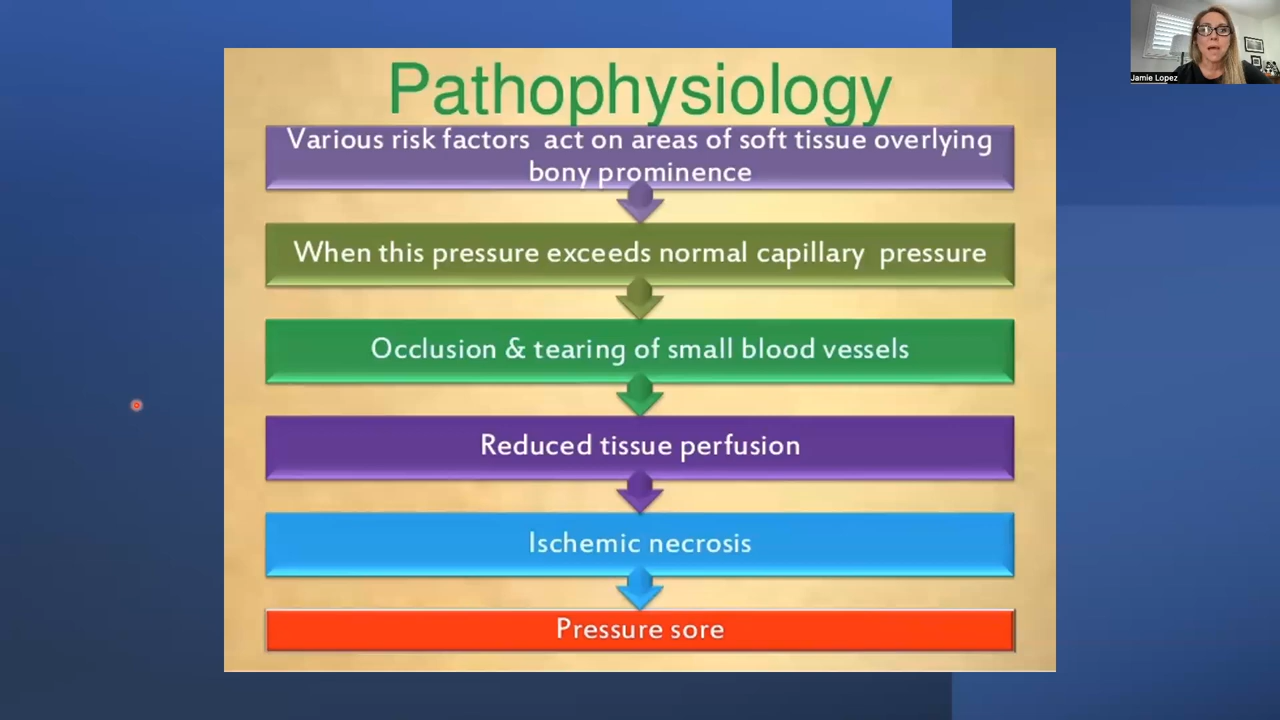 Pathophysiology
Various risk factors act on areas of soft tissue overlying
bony prominence
When this pressure exceeds normal capillary pressure
Occlusion & tearing of small blood vessels
Reduced tissue perfusion
Ischemic necrosis
Pressure sore
Jamie Lopez